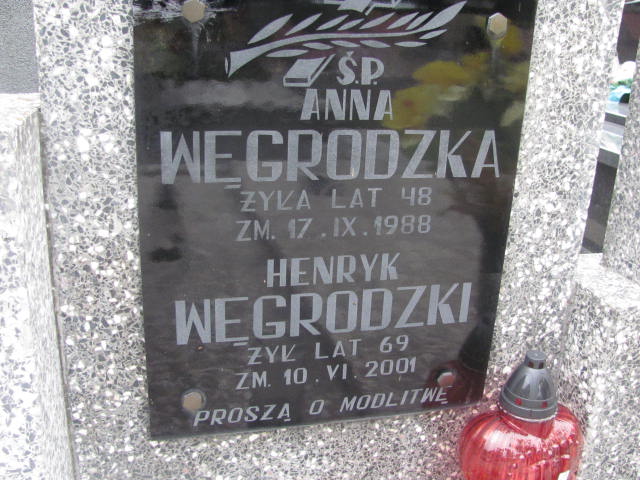 Ś.P.
ANNA
WĘGRODZKA
ŻYŁA LAT 48
ZM. 17.IX.1988
HENRYK
WĘGRODZKI
ŻYŁ LAT 69
ZM. 10.VI.2001
PROSZĄ O MODLITWĘ